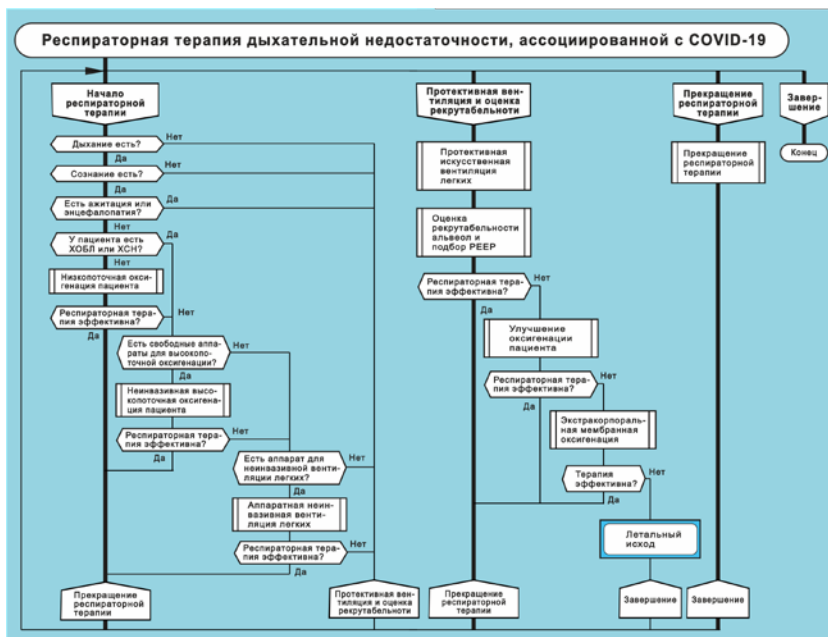 Респираторная терапия дыхательной недостаточности, ассоциированной с COVID-19
Начало
респираторной
терапии
Дыхание есть?
Нет
Да
Сознание есть?
Нет
Да
Есть ажитация или
энцефалопатия?
Да
Нет
У пациента есть
ХОБЛ или ХСН?
Да
Нет
Низкопоточная окси-
генация пациента
Респираторная тера-
пия эффективна?
Нет
Да
Есть свободные аппа-
раты для высокопо-
точной оксигенации?
Нет
Да
Неинвазивная высо-
копоточная оксигена-
ция пациента
Респираторная тера-
пия эффективна?
Нет
Да
Есть аппарат для
неинвазивной венти-
ляции легких?
Нет
Да
Аппаратная неин-
вазивная венти-
ляция легких
Респираторная тера-
пия эффективна?
Нет
Да
Прекращение
респираторной
терапии
Протективная вен-
тиляция и оценка
рекрутабельноти
Протективная вен-
тиляция и оценка
рекрутабельноти
Протективная
искусственная
вентиляция
легких
Оценка
рекрутабельности
альвеол и
подбор PEEP
Респираторная тера-
пия эффективна?
Нет
Да
Улучшение
оксигенации
пациента
Респираторная тера-
пия эффективна?
Нет
Да
Экстракорпораль-
ная мембранная
оксигенация
Терапия
эффективна?
Нет
Да
Летальный
исход
Прекращение
респираторной
терапии
Завершение
Прекращение
респираторной
терапии
Прекращение
респираторной
терапии
Завершение
Завер-
шение
Конец